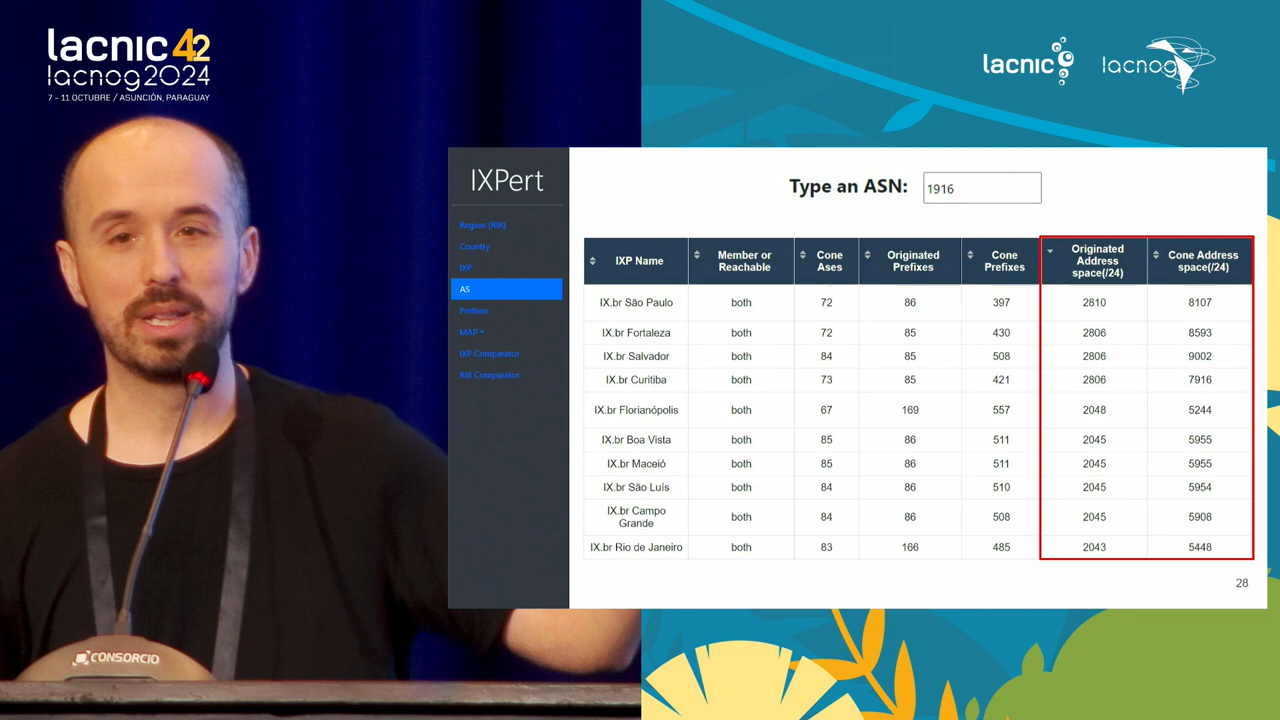 lacnic 42
lacnog2024
7 - 11 OCTUBRE / ASUNCIÓN, PARAGUAY
lacnic
lacnog
IXPert
Region (RIR)
Country
IXP
AS
Prefixes
MAP
IXP Comparator
RIB Comparator
Type an ASN: 1916
IXP Name Member or Reachable Cone Ases Originated Prefixes Cone Prefixes Originated Address space(/24) Cone Address space(/24)
IX.br São Paulo both 72 86 397 2810 8107
IX.br Fortaleza both 72 85 430 2806 8593
IX.br Salvador both 84 85 508 2806 9002
IX.br Curitiba both 73 85 421 2806 7916
IX.br Florianópolis both 67 169 557 2048 5244
IX.br Boa Vista both 85 86 511 2045 5955
IX.br Maceió both 85 86 511 2045 5955
IX.br São Luís both 84 86 510 2045 5954
IX.br Campo Grande both 84 86 508 2045 5908
IX.br Rio de Janeiro both 83 166 485 2043 5448
28
CONSORCIO